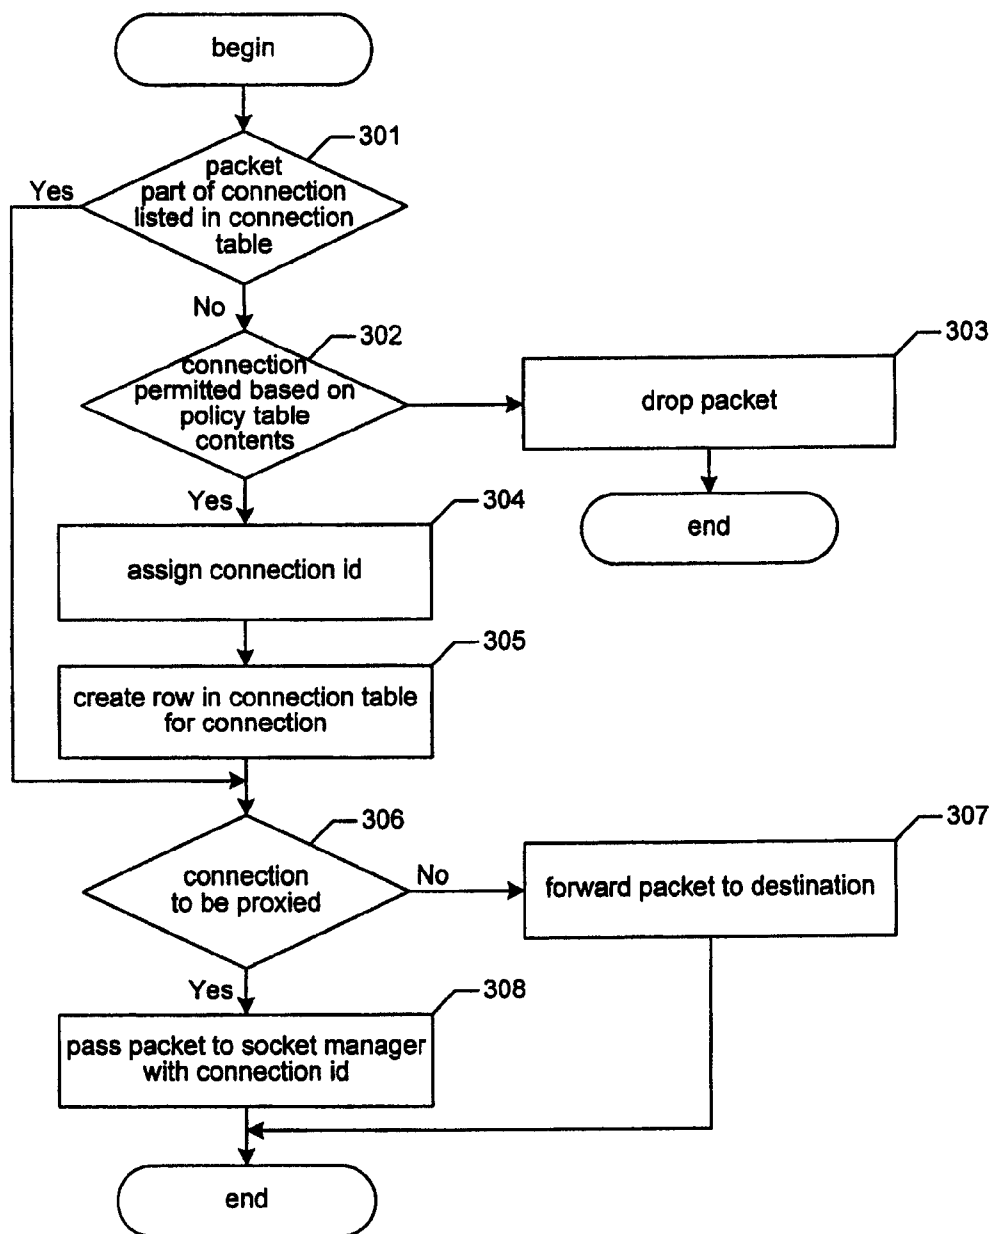 begin
301
packet
part of connection
listed in connection
table
Yes
No
302
connection
permitted based on
policy table
contents
303
drop packet
end
Yes
304
assign connection id
305
create row in connection table
for connection
306
connection
to be proxied
No
307
forward packet to destination
Yes
308
pass packet to socket manager
with connection id
end